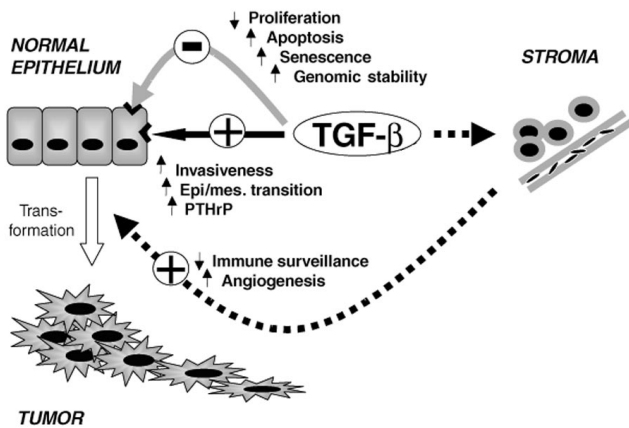 Proliferation
Apoptosis
Senescence
Genomic stability
NORMAL
EPITHELIUM
STROMA
TGF-β
Invasiveness
Epi/mes. transition
PTHrP
Trans-
formation
Immune surveillance
Angiogenesis
TUMOR